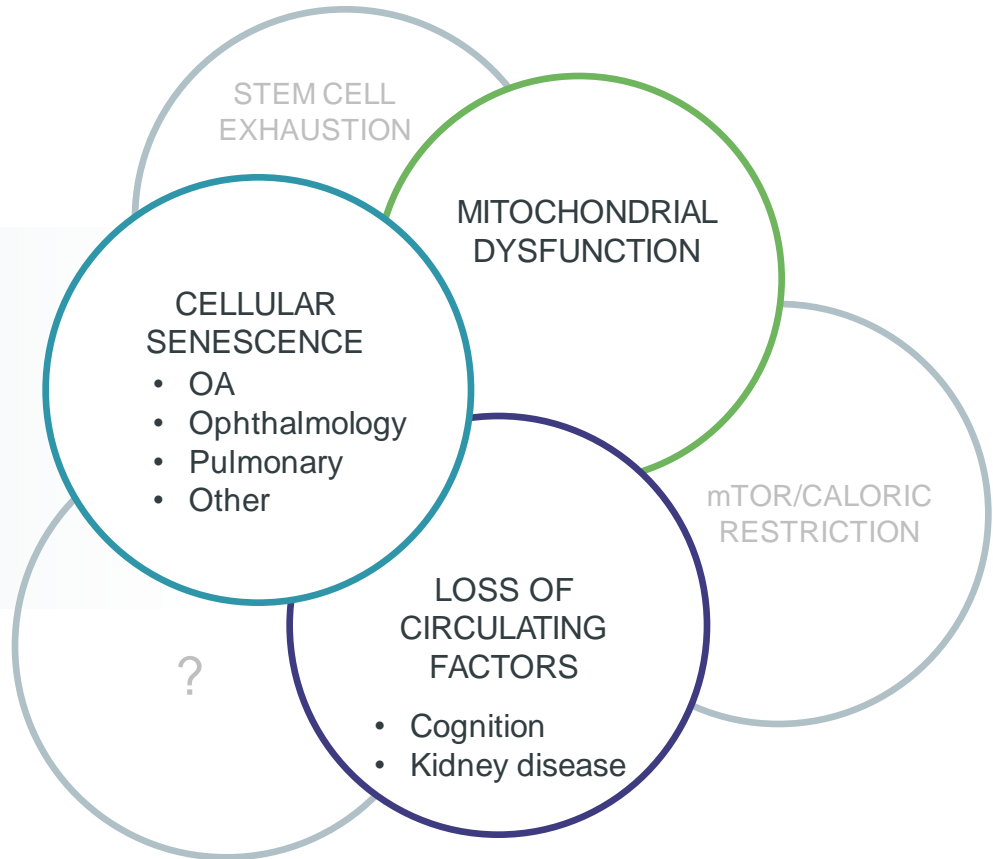 STEM CELL
EXHAUSTION
MITOCHONDRIAL
DYSFUNCTION
CELLULAR
SENESCENCE
• OA
• Ophthalmology
• Pulmonary
• Other
mTOR/CALORIC
RESTRICTION
LOSS OF
CIRCULATING
FACTORS
• Cognition
• Kidney disease
?